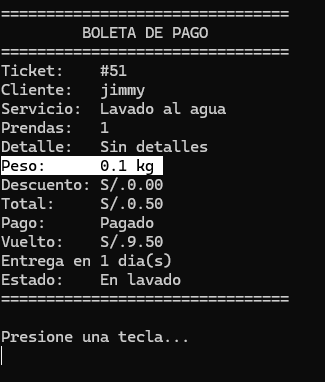 ================================
BOLETA DE PAGO
================================
Ticket: #51
Cliente: jimmy
Servicio: Lavado al agua
Prendas: 1
Detalle: Sin detalles
Peso: 0.1 kg
Descuento: S/.0.00
Total: S/.0.50
Pago: Pagado
Vuelto: S/.9.50
Entrega en 1 dia(s)
Estado: En lavado
================================
Presione una tecla...